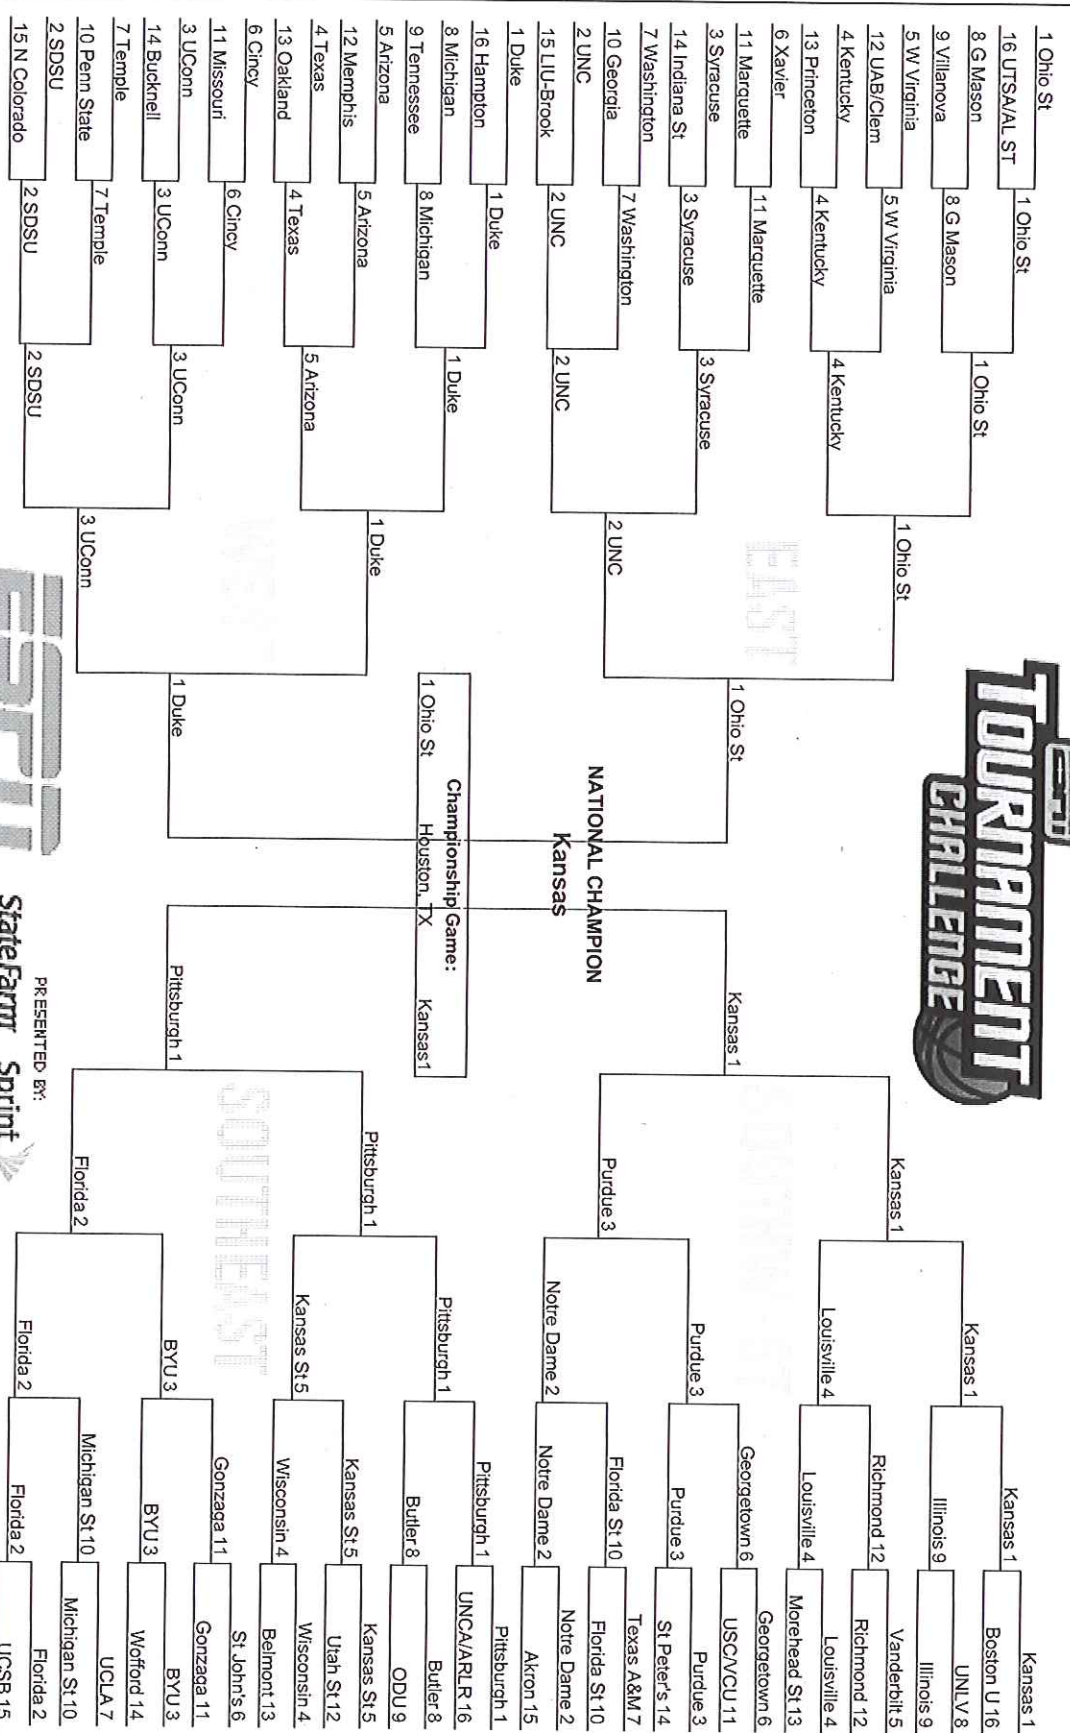 1 Ohio St
16 UTSA/AL ST
8 G Mason
9 Villanova
5 W Virginia
12 UAB/Clem
4 Kentucky
13 Princeton
6 Xavier
11 Marquette
3 Syracuse
14 Indiana St
7 Washington
10 Georgia
2 UNC
15 LIU-Brook
1 Duke
16 Hampton
8 Michigan
9 Tennessee
5 Arizona
12 Memphis
4 Texas
13 Oakland
6 Cincy
11 Missouri
3 UConn
14 Bucknell
7 Temple
10 Penn State
2 SDSU
15 N Colorado
1 Ohio St
8 G Mason
5 W Virginia
4 Kentucky
11 Marquette
3 Syracuse
7 Washington
2 UNC
1 Duke
8 Michigan
5 Arizona
4 Texas
6 Cincy
3 UConn
7 Temple
2 SDSU
1 Ohio St
4 Kentucky
3 Syracuse
2 UNC
1 Duke
5 Arizona
3 UConn
2 SDSU
1 Ohio St
2 UNC
1 Duke
3 UConn
EAST
1 Ohio St
1 Duke
TOURNAMENT
CHALLENGE
NATIONAL CHAMPION
Kansas
Championship Game:
1 Ohio St
Houston, TX
Kansas1
ESPN
PRESENTED BY:
StateFarm
Sprint
Kansas 1
Pittsburgh 1
SOUTHEAST
Kansas 1
Purdue 3
Pittsburgh 1
Florida 2
Kansas 1
Louisville 4
Purdue 3
Notre Dame 2
Pittsburgh 1
Kansas St 5
BYU 3
Florida 2
Kansas 1
Illinois 9
Richmond 12
Louisville 4
Georgetown 6
Purdue 3
Florida St 10
Notre Dame 2
Pittsburgh 1
Butler 8
Kansas St 5
Wisconsin 4
Gonzaga 11
BYU 3
Michigan St 10
Florida 2
Kansas 1
Boston U 16
UNLV 8
Illinois 9
Vanderbilt 5
Richmond 12
Louisville 4
Morehead St 13
Georgetown 6
USC/VCU 11
Purdue 3
St Peter's 14
Texas A&M 7
Florida St 10
Notre Dame 2
Akron 15
Pittsburgh 1
UNCA/ARLR 16
Butler 8
ODU 9
Kansas St 5
Utah St 12
Wisconsin 4
Belmont 13
St John's 6
Gonzaga 11
BYU 3
Wofford 14
UCLA 7
Michigan St 10
Florida 2
UCSB 15